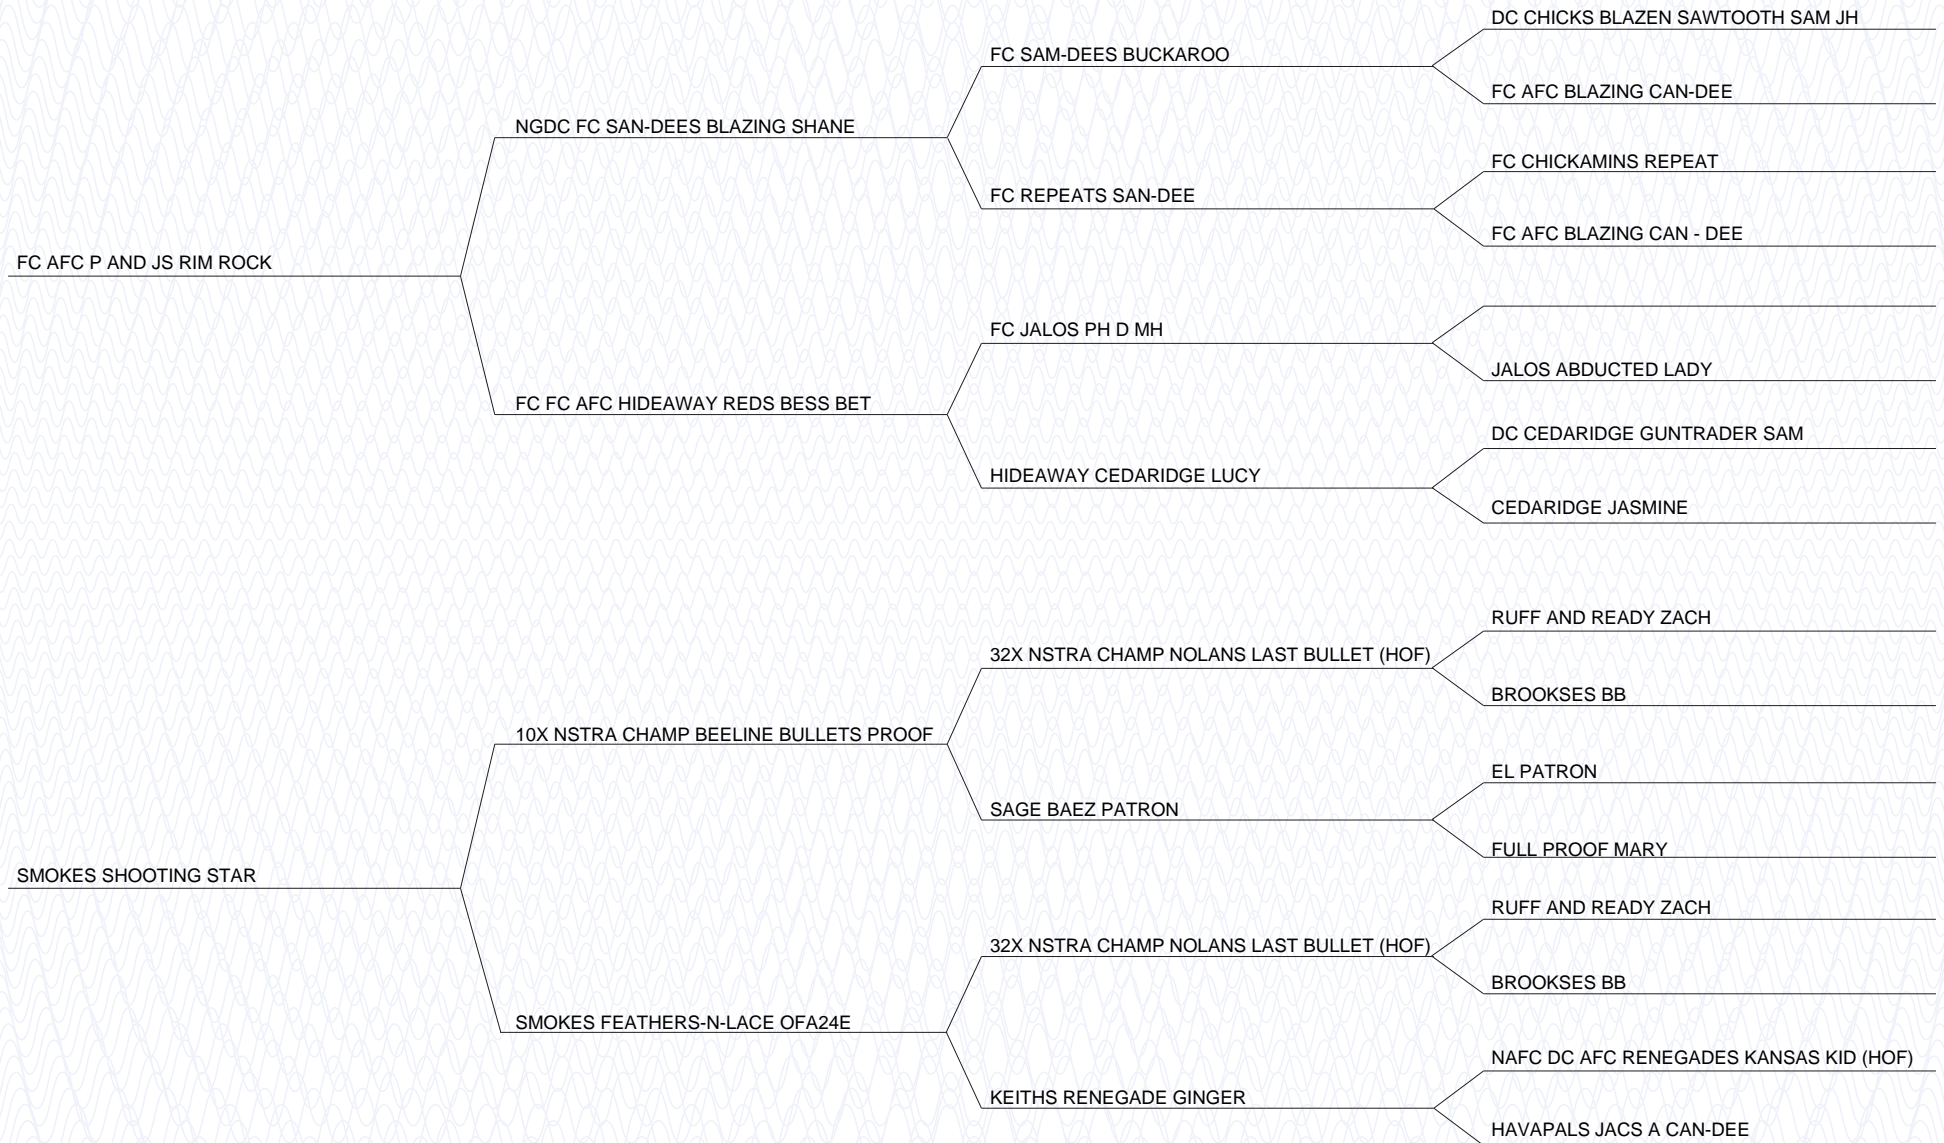 DC CHICKS BLAZEN SAWTOOTH SAM JH
FC SAM-DEES BUCKAROO
FC AFC BLAZING CAN-DEE
NGDC FC SAN-DEES BLAZING SHANE
FC CHICKAMINS REPEAT
FC REPEATS SAN-DEE
FC AFC BLAZING CAN - DEE
FC AFC P AND JS RIM ROCK
FC JALOS PH D MH
JALOS ABDUCTED LADY
FC FC AFC HIDEAWAY REDS BESS BET
DC CEDARIDGE GUNTRADER SAM
HIDEAWAY CEDARIDGE LUCY
CEDARIDGE JASMINE
RUFF AND READY ZACH
32X NSTRA CHAMP NOLANS LAST BULLET (HOF)
BROOKSES BB
10X NSTRA CHAMP BEELINE BULLETS PROOF
EL PATRON
SAGE BAEZ PATRON
FULL PROOF MARY
SMOKES SHOOTING STAR
RUFF AND READY ZACH
32X NSTRA CHAMP NOLANS LAST BULLET (HOF)
BROOKSES BB
SMOKES FEATHERS-N-LACE OFA24E
NAFC DC AFC RENEGADES KANSAS KID (HOF)
KEITHS RENEGADE GINGER
HAVAPALS JACS A CAN-DEE